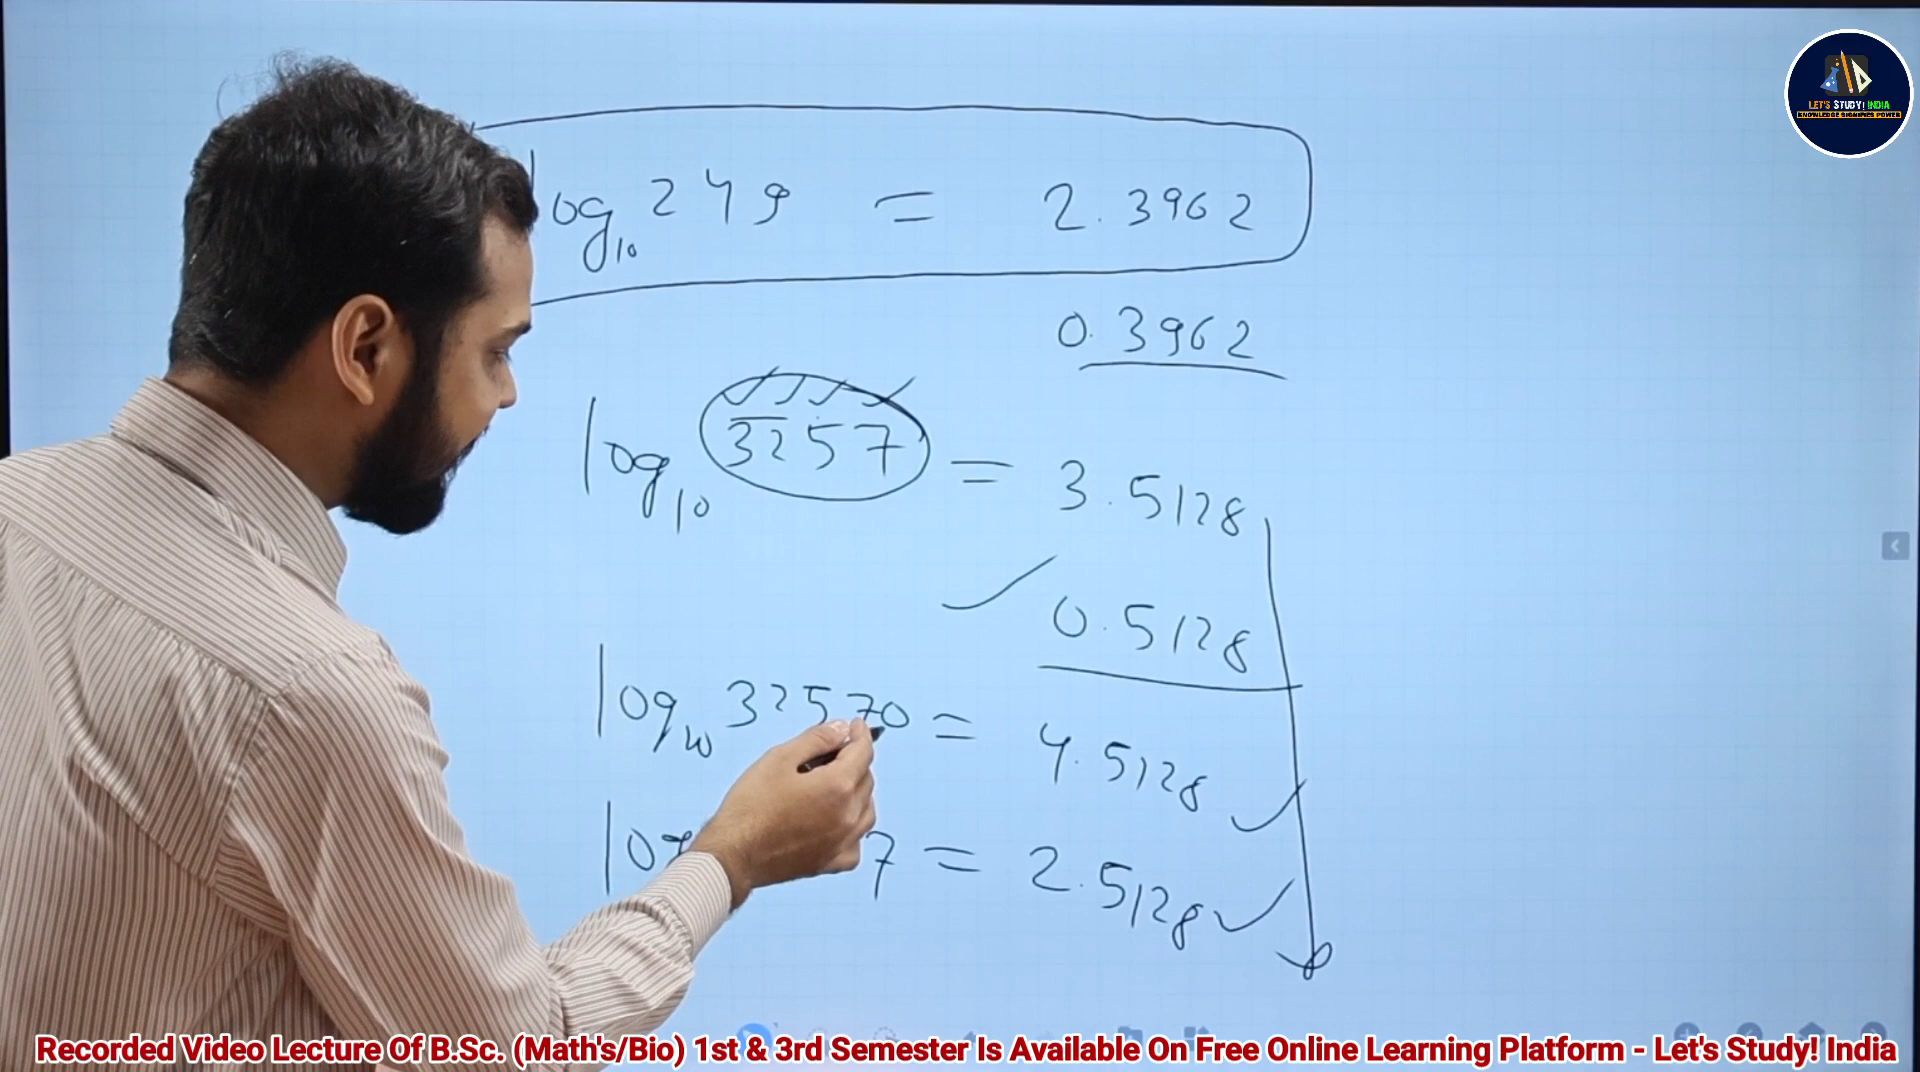 LET'S STUDY! INDIA
KNOWLEDGE SIGNIFICS POWER
log₁₀ 249 = 2.3962
0.3962
log₁₀ 3257 = 3.5128
0.5128
log₁₀ 32570 = 4.5128
7 = 2.5128
Recorded Video Lecture Of B.Sc. (Math's/Bio) 1st & 3rd Semester Is Available On Free Online Learning Platform - Let's Study! India